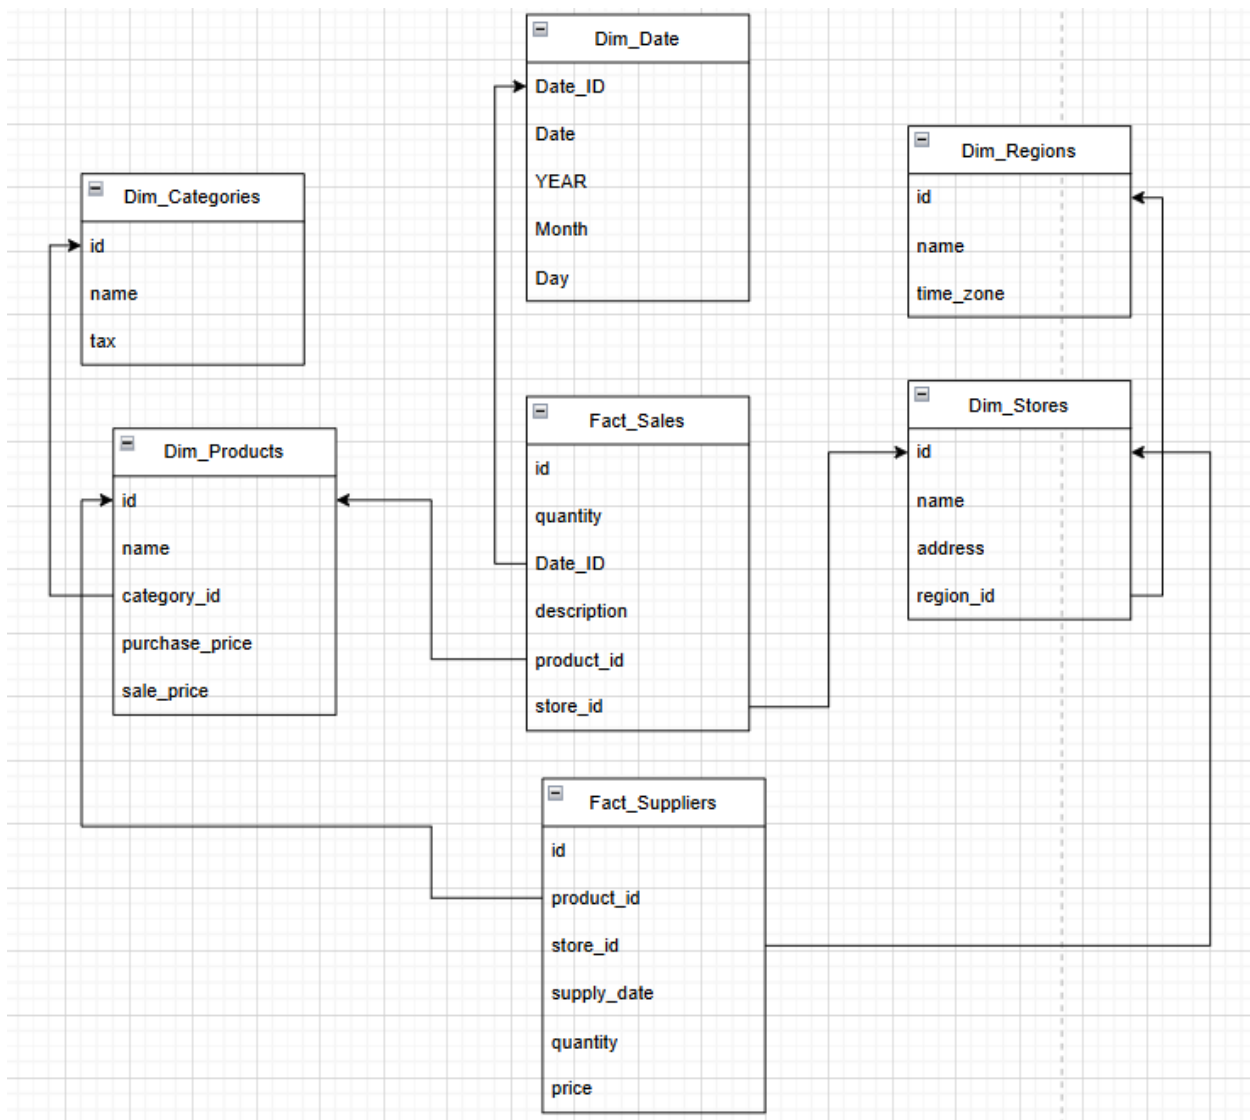 Dim_Date
Date_ID
Date
YEAR
Month
Day
Dim_Regions
id
name
time_zone
Dim_Categories
id
name
tax
Dim_Products
id
name
category_id
purchase_price
sale_price
Fact_Sales
id
quantity
Date_ID
description
product_id
store_id
Dim_Stores
id
name
address
region_id
Fact_Suppliers
id
product_id
store_id
supply_date
quantity
price